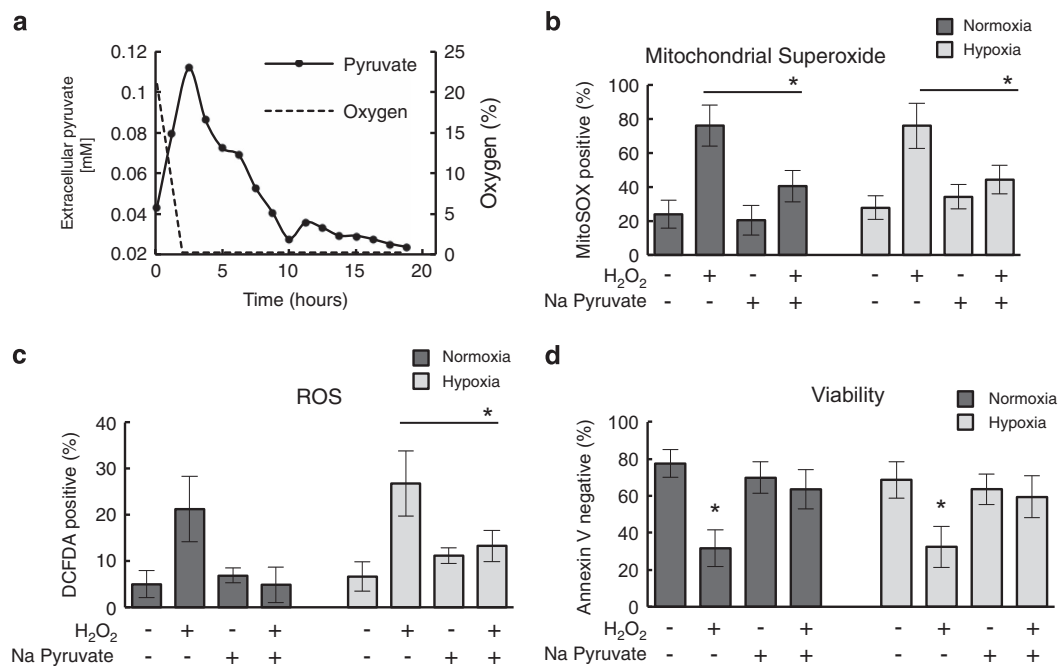 a
0.12
0.1
0.08
0.06
0.04
0.02
Extracellular pyruvate
[mM]
25
20
15
10
5
0
Oxygen (%)
Pyruvate
Oxygen
0 5 10 15 20
Time (hours)
b
Normoxia
Hypoxia
Mitochondrial Superoxide
100
80
60
40
20
0
MitoSOX positive (%)
* *
H2O2 - + - + - + - +
Na Pyruvate - - + + - - + +
c
Normoxia
Hypoxia
ROS
40
30
20
10
0
DCFDA positive (%)
*
H2O2 - + - + - + - +
Na Pyruvate - - + + - - + +
d
Viability
Normoxia
Hypoxia
100
80
60
40
20
0
Annexin V negative (%)
* *
H2O2 - + - + - + - +
Na Pyruvate - - + + - - + +